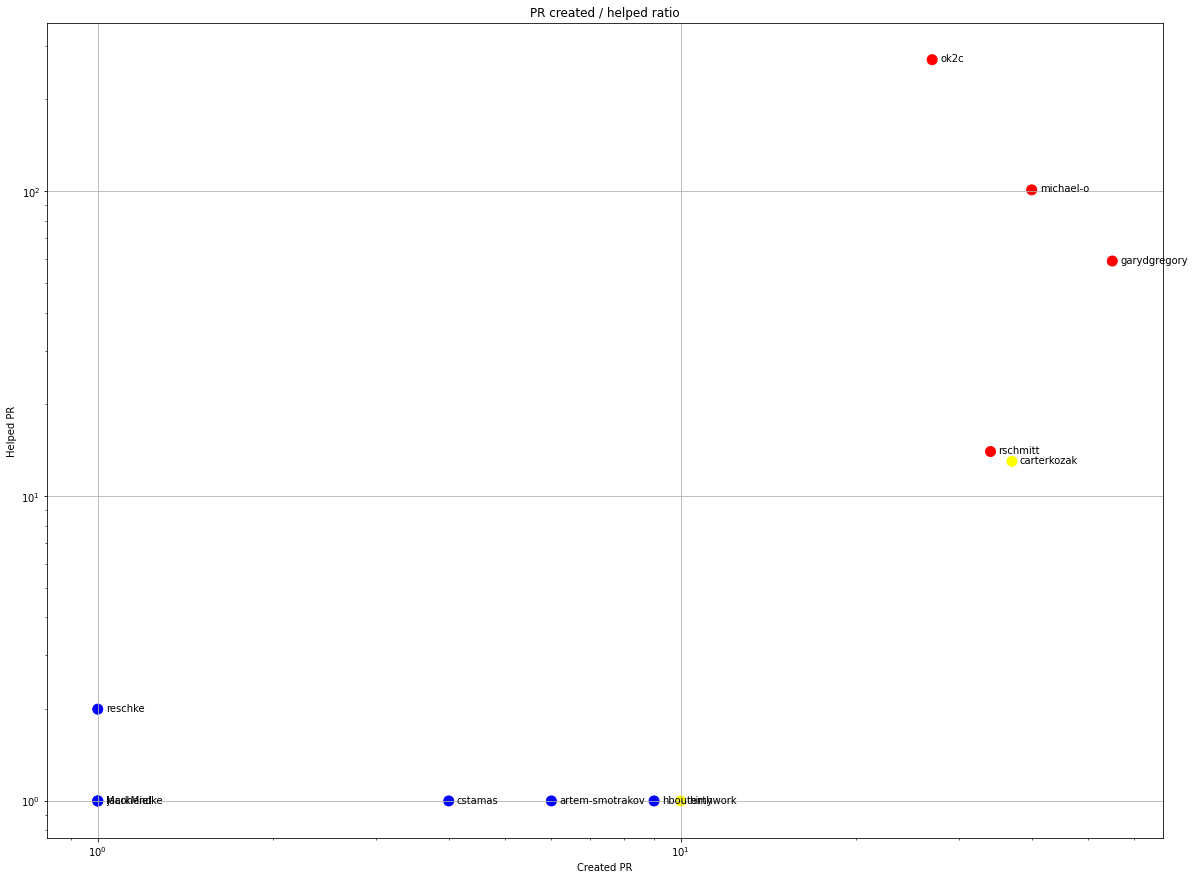 PR created / helped ratio
ok2c
10²
michael-o
garydgregory
Helped PR
rschmitt
carterkozak
10¹
reschke
10⁰
cstamas
artem-smotrakov
hboutemy
10⁰
10¹
Created PR